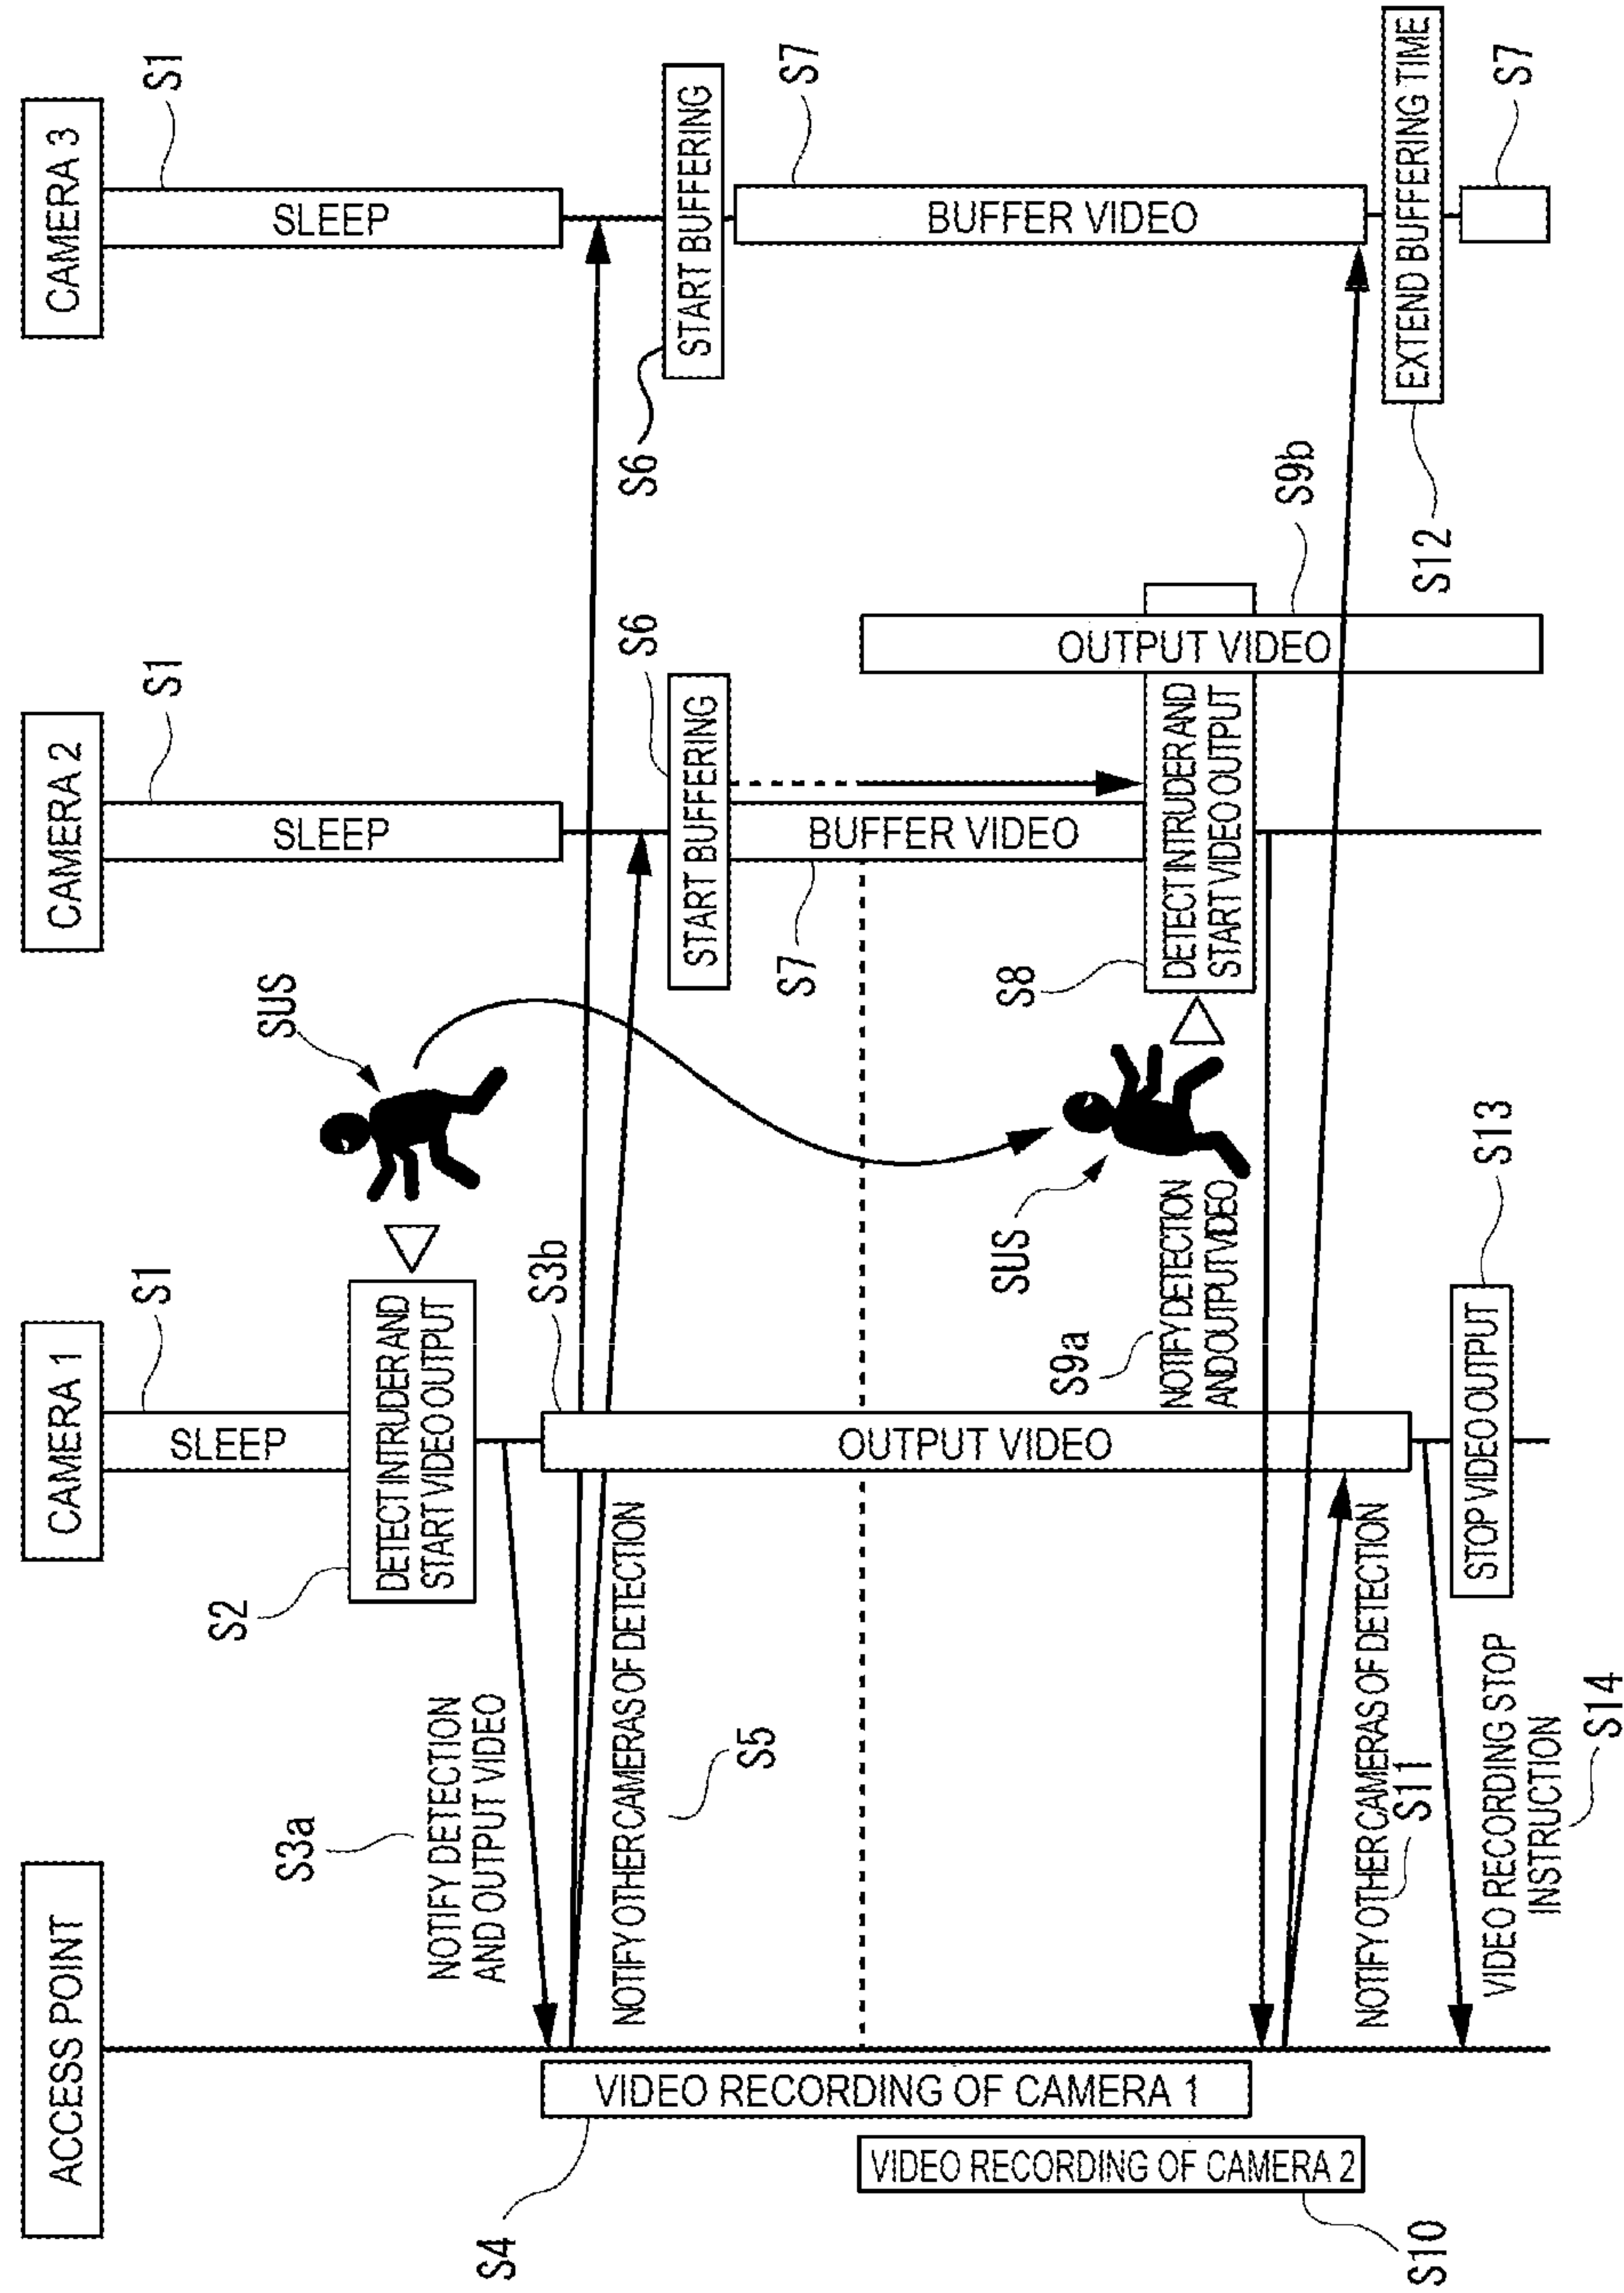 ACCESS POINT
CAMERA 1
CAMERA 2
CAMERA 3
SLEEP
S1
SLEEP
S1
SLEEP
S1
SUS
S2
DETECT INTRUDER AND
START VIDEO OUTPUT
S3a
NOTIFY DETECTION
AND OUTPUT VIDEO
S3b
S4
VIDEO RECORDING OF CAMERA 1
NOTIFY OTHER CAMERAS OF DETECTION
S5
OUTPUT VIDEO
S6
START BUFFERING
S6
START BUFFERING
S7
BUFFER VIDEO
BUFFER VIDEO
S7
VIDEO RECORDING OF CAMERA 2
S10
SUS
S8
DETECT INTRUDER AND
START VIDEO OUTPUT
OUTPUT VIDEO
S9b
S9a
NOTIFY DETECTION
AND OUTPUT VIDEO
NOTIFY OTHER CAMERAS OF DETECTION
S11
S12
EXTEND BUFFERING TIME
S7
STOP VIDEO OUTPUT
S13
VIDEO RECORDING STOP
INSTRUCTION
S14